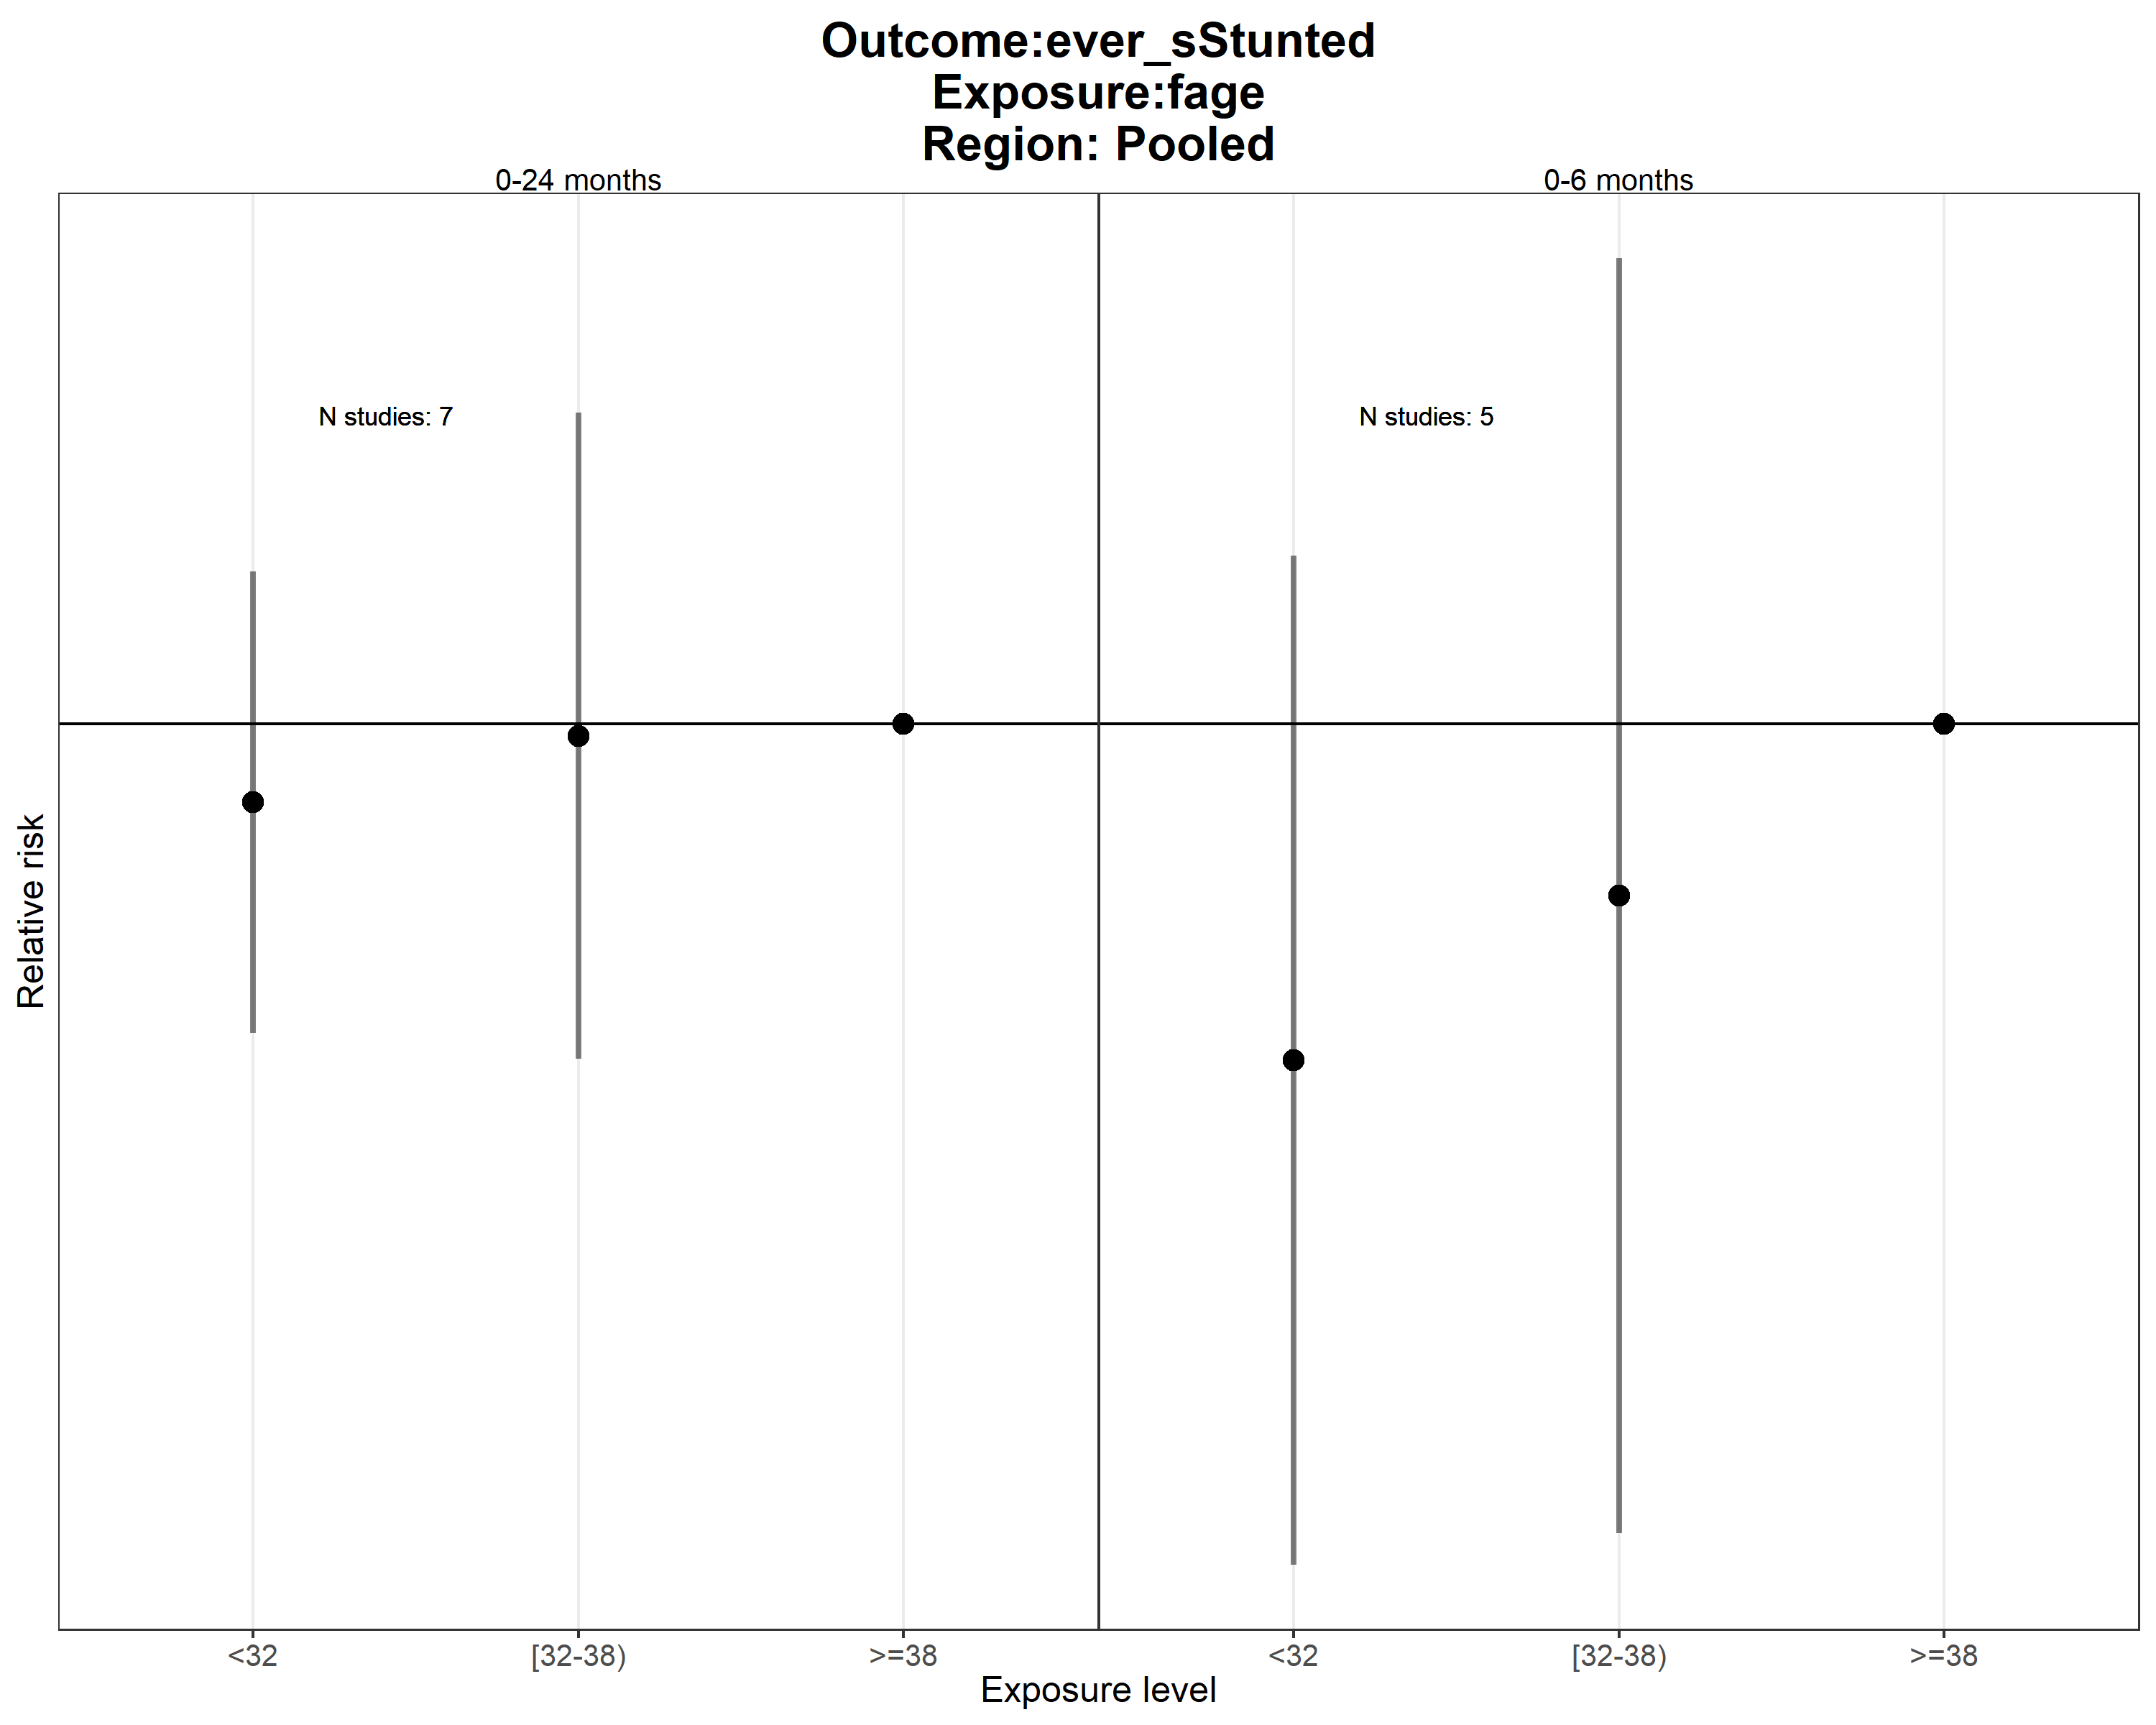 Outcome:ever_sStunted
Exposure:fage
Region: Pooled
0-24 months
0-6 months
N studies: 7
N studies: 5
Relative risk
<32
[32-38)
>=38
<32
[32-38)
>=38
Exposure level